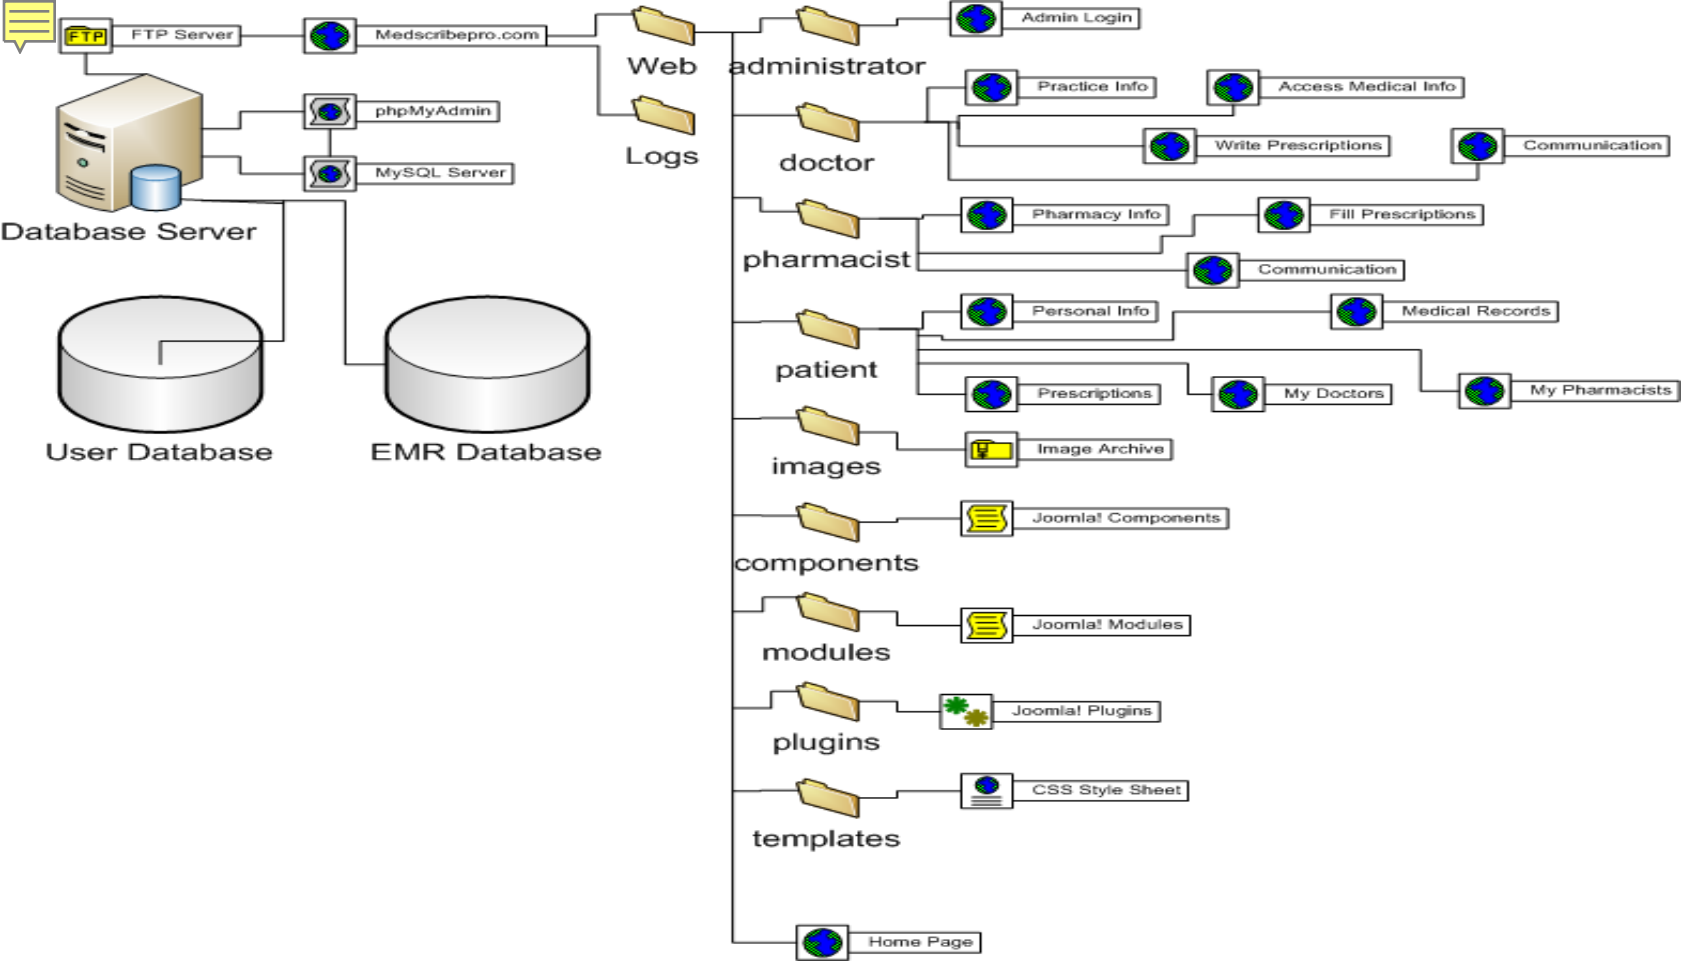 FTP
FTP Server
Medscribepro.com
Web
administrator
Admin Login
phpMyAdmin
MySQL Server
Logs
doctor
Practice Info
Access Medical Info
Write Prescriptions
Communication
Database Server
pharmacist
Pharmacy Info
Fill Prescriptions
Communication
patient
Personal Info
Medical Records
Prescriptions
My Doctors
My Pharmacists
User Database
EMR Database
images
Image Archive
components
Joomla! Components
modules
Joomla! Modules
plugins
Joomla! Plugins
templates
CSS Style Sheet
Home Page